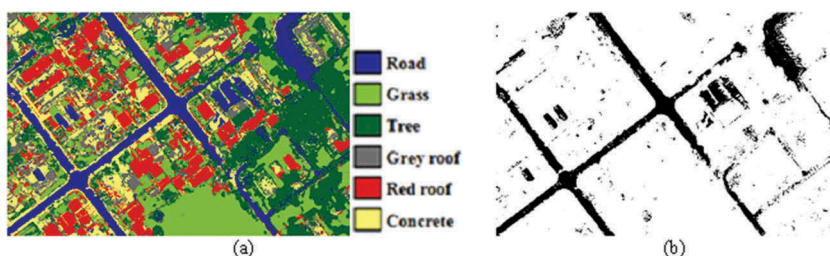 Road
Grass
Tree
Grey roof
Red roof
Concrete
(a)
(b)